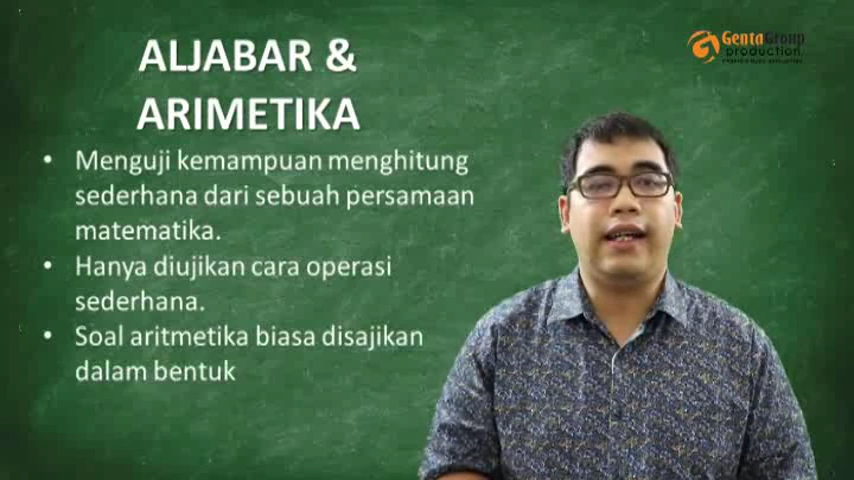 ALJABAR &
ARIMETIKA
• Menguji kemampuan menghitung
sederhana dari sebuah persamaan
matematika.
• Hanya diujikan cara operasi
sederhana.
• Soal aritmetika biasa disajikan
dalam bentuk
GentaGroup
production